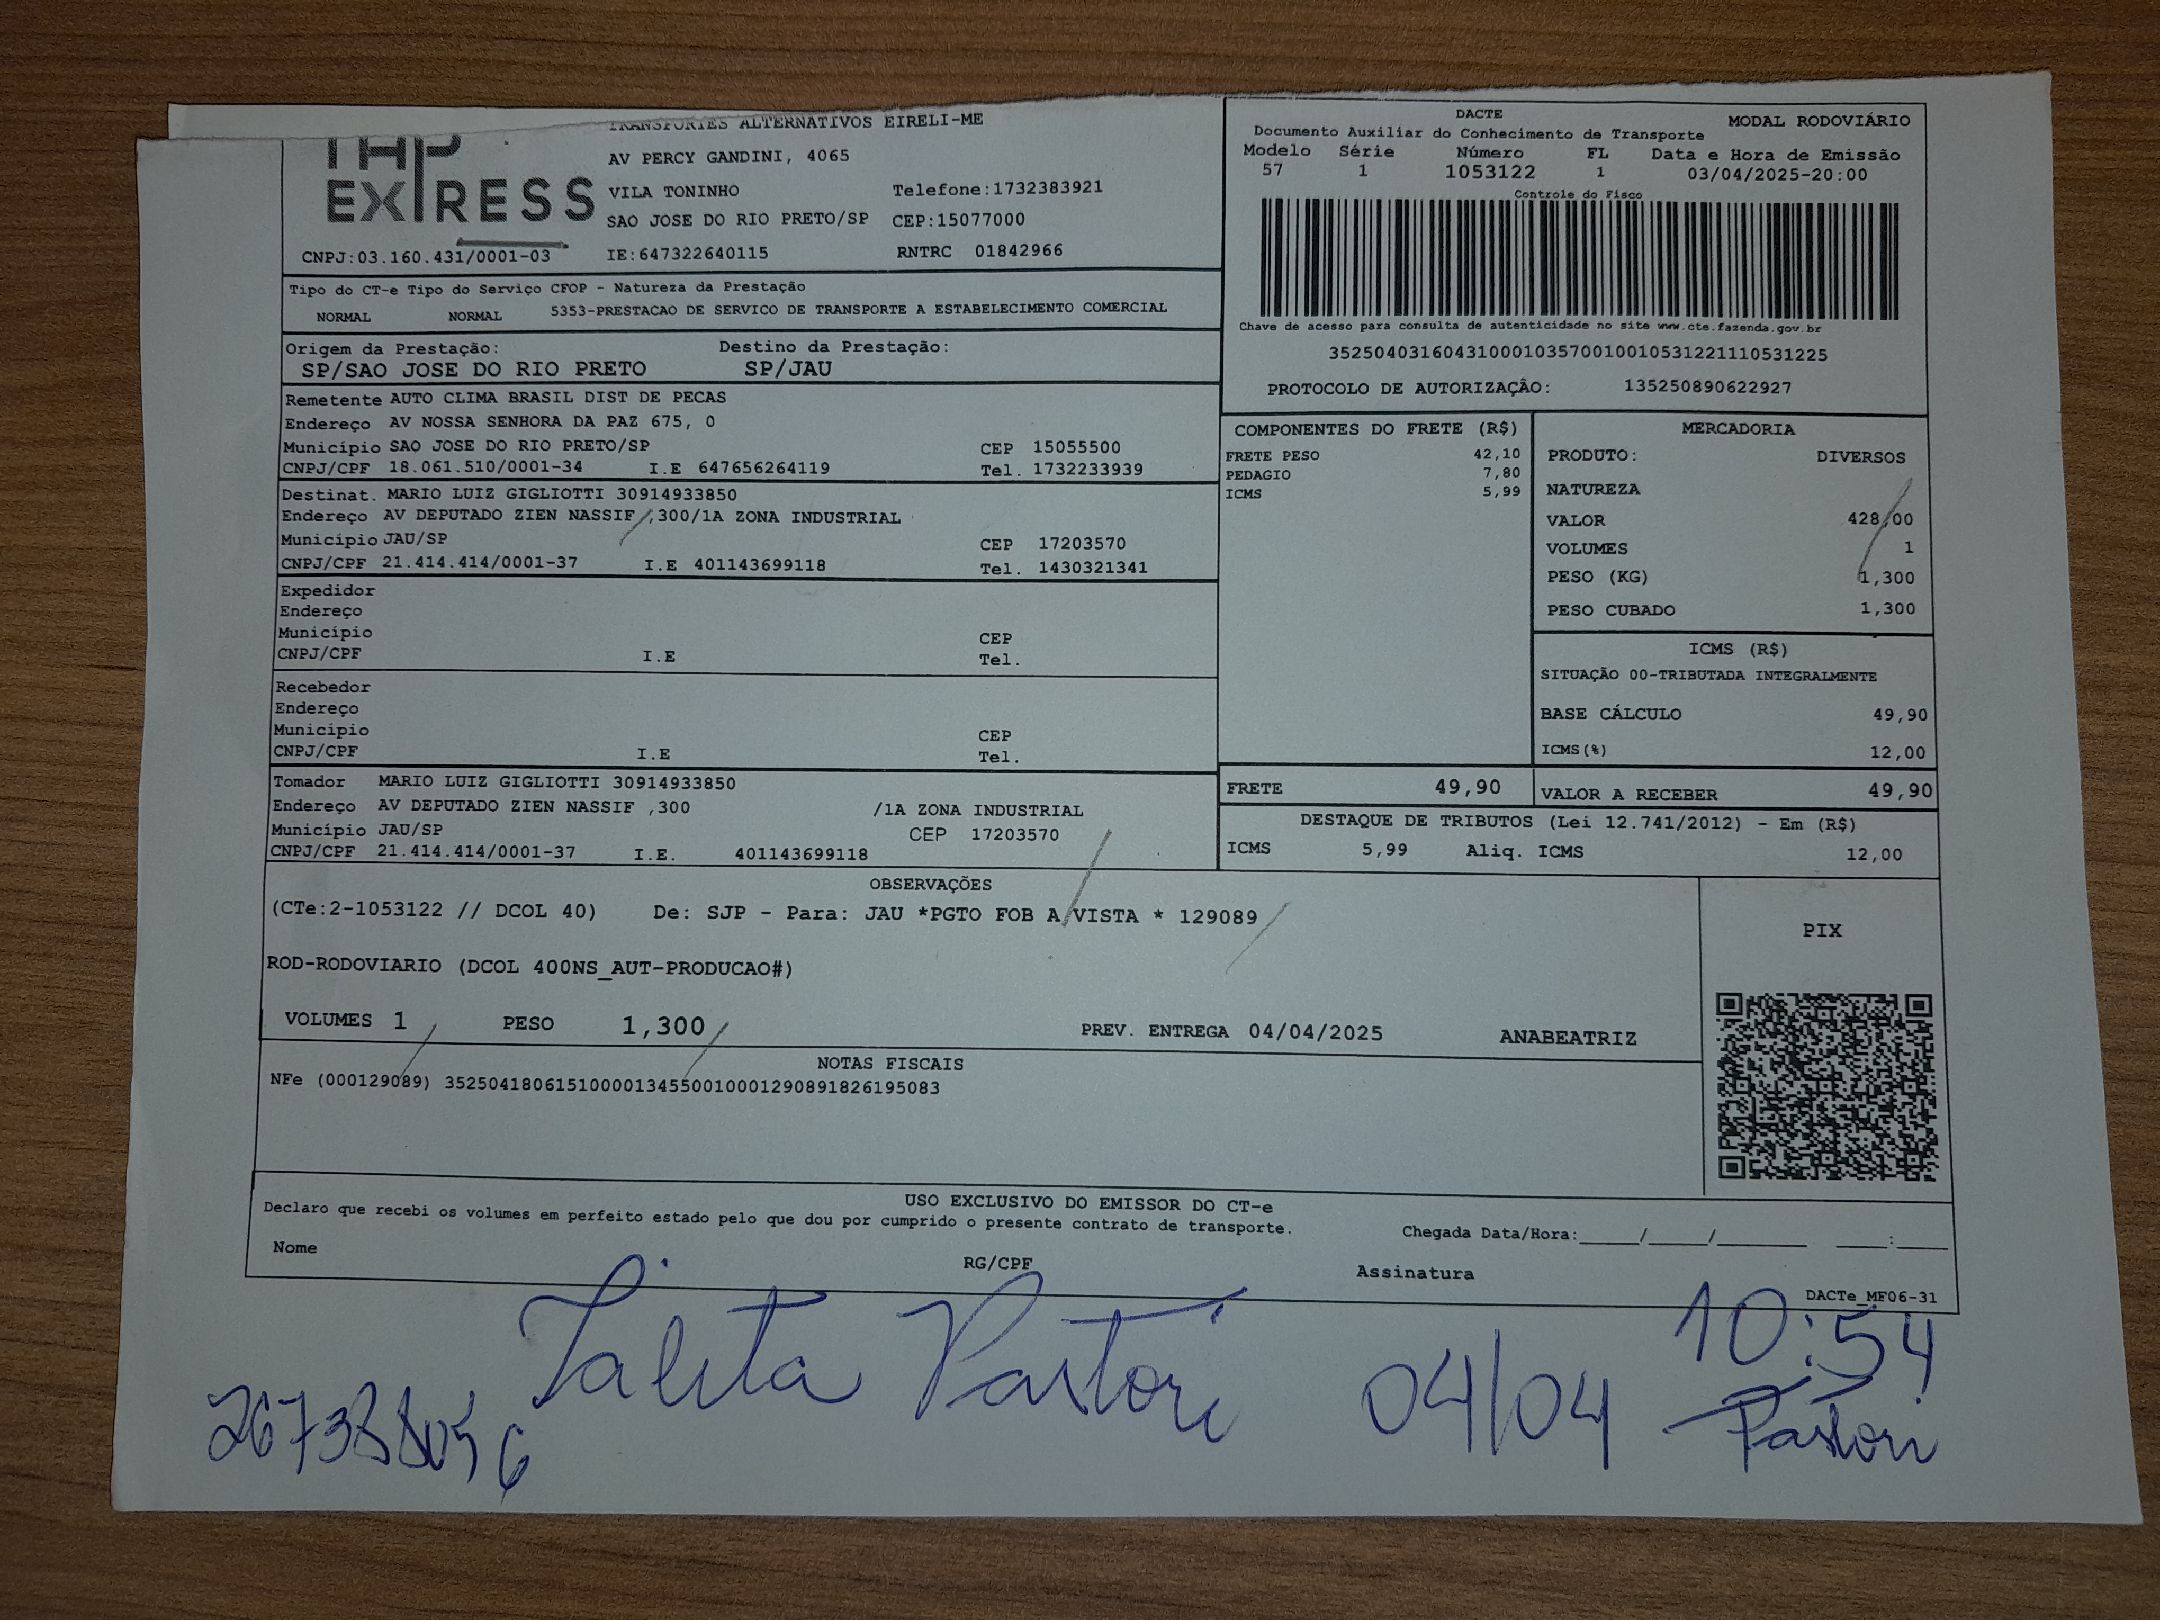 TRANSPORTES ALTERNATIVOS EIRELI-ME
EXPRESS
AV PERCY GANDINI, 4065
VILA TONINHO Telefone:1732383921
SAO JOSE DO RIO PRETO/SP CEP:15077000
CNPJ:03.160.431/0001-03 IE:647322640115 RNTRC 01842966
DACTE MODAL RODOVIÁRIO
Documento Auxiliar do Conhecimento de Transporte
Modelo Série Número FL Data e Hora de Emissão
57 1 1053122 1 03/04/2025-20:00
Controle do Fisco
Chave de acesso para consulta de autenticidade no site www.cte.fazenda.gov.br
35250403160431000103570010010531221110531225
PROTOCOLO DE AUTORIZAÇÃO: 135250890622927
Tipo do CT-e Tipo do Serviço CFOP - Natureza da Prestação
NORMAL NORMAL 5353-PRESTACAO DE SERVICO DE TRANSPORTE A ESTABELECIMENTO COMERCIAL
Origem da Prestação: Destino da Prestação:
SP/SAO JOSE DO RIO PRETO SP/JAU
Remetente AUTO CLIMA BRASIL DIST DE PECAS
Endereço AV NOSSA SENHORA DA PAZ 675, 0
Município SAO JOSE DO RIO PRETO/SP CEP 15055500
CNPJ/CPF 18.061.510/0001-34 I.E 647656264119 Tel. 1732233939
Destinat. MARIO LUIZ GIGLIOTTI 30914933850
Endereço AV DEPUTADO ZIEN NASSIF ,300/1A ZONA INDUSTRIAL
Município JAU/SP CEP 17203570
CNPJ/CPF 21.414.414/0001-37 I.E 401143699118 Tel. 1430321341
Expedidor
Endereço
Município CEP
CNPJ/CPF I.E Tel.
Recebedor
Endereço
Município CEP
CNPJ/CPF I.E Tel.
Tomador MARIO LUIZ GIGLIOTTI 30914933850
Endereço AV DEPUTADO ZIEN NASSIF ,300 /1A ZONA INDUSTRIAL
Município JAU/SP CEP 17203570
CNPJ/CPF 21.414.414/0001-37 I.E. 401143699118
COMPONENTES DO FRETE (R$)
FRETE PESO 42,10
PEDAGIO 7,80
ICMS 5,99
MERCADORIA
PRODUTO: DIVERSOS
NATUREZA
VALOR 428,00
VOLUMES 1
PESO (KG) 1,300
PESO CUBADO 1,300
ICMS (R$)
SITUAÇÃO 00-TRIBUTADA INTEGRALMENTE
BASE CÁLCULO 49,90
ICMS(%) 12,00
FRETE 49,90 VALOR A RECEBER 49,90
DESTAQUE DE TRIBUTOS (Lei 12.741/2012) - Em (R$)
ICMS 5,99 Aliq. ICMS 12,00
OBSERVAÇÕES
(CTe:2-1053122 // DCOL 40) De: SJP - Para: JAU *PGTO FOB A VISTA * 129089
ROD-RODOVIARIO (DCOL 400NS_AUT-PRODUCAO#)
VOLUMES 1 PESO 1,300 PREV. ENTREGA 04/04/2025 ANABEATRIZ
PIX
NOTAS FISCAIS
NFe (000129089) 35250418061510000134550010001290891826195083
USO EXCLUSIVO DO EMISSOR DO CT-e
Declaro que recebi os volumes em perfeito estado pelo que dou por cumprido o presente contrato de transporte.
Chegada Data/Hora:_____/_____/_______ ____:____
Nome RG/CPF Assinatura
DACTe_MF06-31
Talita Pastori 04/04 10:54
Pastori